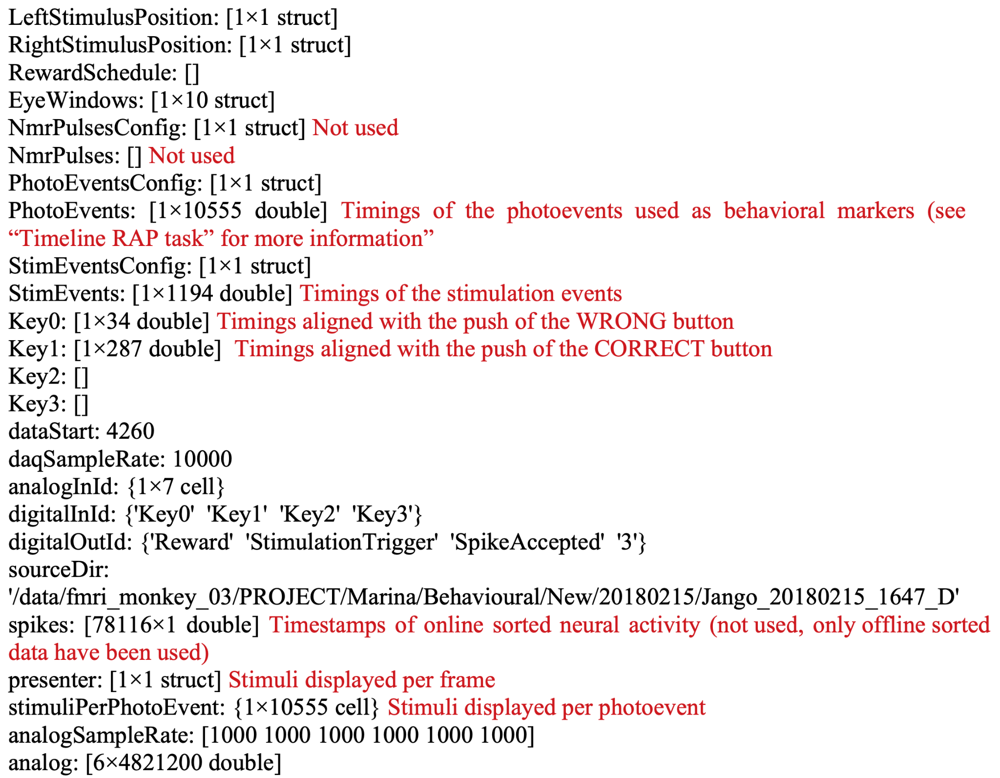 LeftStimulusPosition: [1×1 struct]
RightStimulusPosition: [1×1 struct]
RewardSchedule: []
EyeWindows: [1×10 struct]
NmrPulsesConfig: [1×1 struct] Not used
NmrPulses: [] Not used
PhotoEventsConfig: [1×1 struct]
PhotoEvents: [1×10555 double] Timings of the photoevents used as behavioral markers (see
“Timeline RAP task” for more information”
StimEventsConfig: [1×1 struct]
StimEvents: [1×1194 double] Timings of the stimulation events
Key0: [1×34 double] Timings aligned with the push of the WRONG button
Key1: [1×287 double] Timings aligned with the push of the CORRECT button
Key2: []
Key3: []
dataStart: 4260
daqSampleRate: 10000
analogInId: {1×7 cell}
digitalInId: {'Key0' 'Key1' 'Key2' 'Key3'}
digitalOutId: {'Reward' 'StimulationTrigger' 'SpikeAccepted' '3'}
sourceDir:
'/data/fmri_monkey_03/PROJECT/Marina/Behavioural/New/20180215/Jango_20180215_1647_D'
spikes: [78116×1 double] Timestamps of online sorted neural activity (not used, only offline sorted
data have been used)
presenter: [1×1 struct] Stimuli displayed per frame
stimuliPerPhotoEvent: {1×10555 cell} Stimuli displayed per photoevent
analogSampleRate: [1000 1000 1000 1000 1000 1000]
analog: [6×4821200 double]